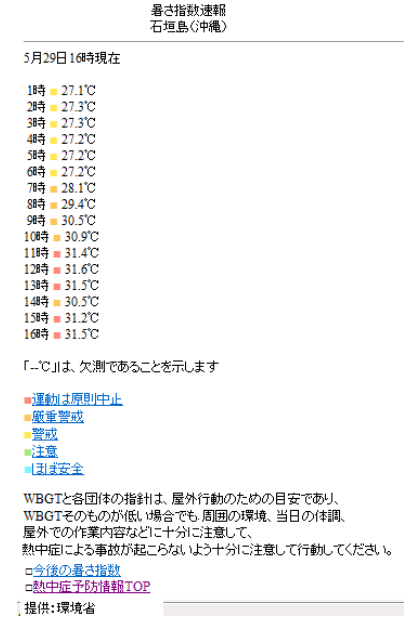 暑さ指数速報
石垣島(沖縄)
5月29日16時現在
1時 ■ 27.1℃
2時 ■ 27.3℃
3時 ■ 27.3℃
4時 ■ 27.2℃
5時 ■ 27.2℃
6時 ■ 27.2℃
7時 ■ 28.1℃
8時 ■ 29.4℃
9時 ■ 30.5℃
10時 ■ 30.9℃
11時 ■ 31.4℃
12時 ■ 31.6℃
13時 ■ 31.5℃
14時 ■ 30.5℃
15時 ■ 31.2℃
16時 ■ 31.5℃
「--℃」は、欠測であることを示します
■運動は原則中止
■厳重警戒
■警戒
■注意
■ほぼ安全
WBGTと各団体の指針は、屋外行動のための目安であり、
WBGTそのものが低い場合でも周囲の環境、当日の体調、
屋外での作業内容などに十分に注意して、
熱中症による事故が起こらないよう十分に注意して行動してください。
□今後の暑さ指数
□熱中症予防情報TOP
提供:環境省